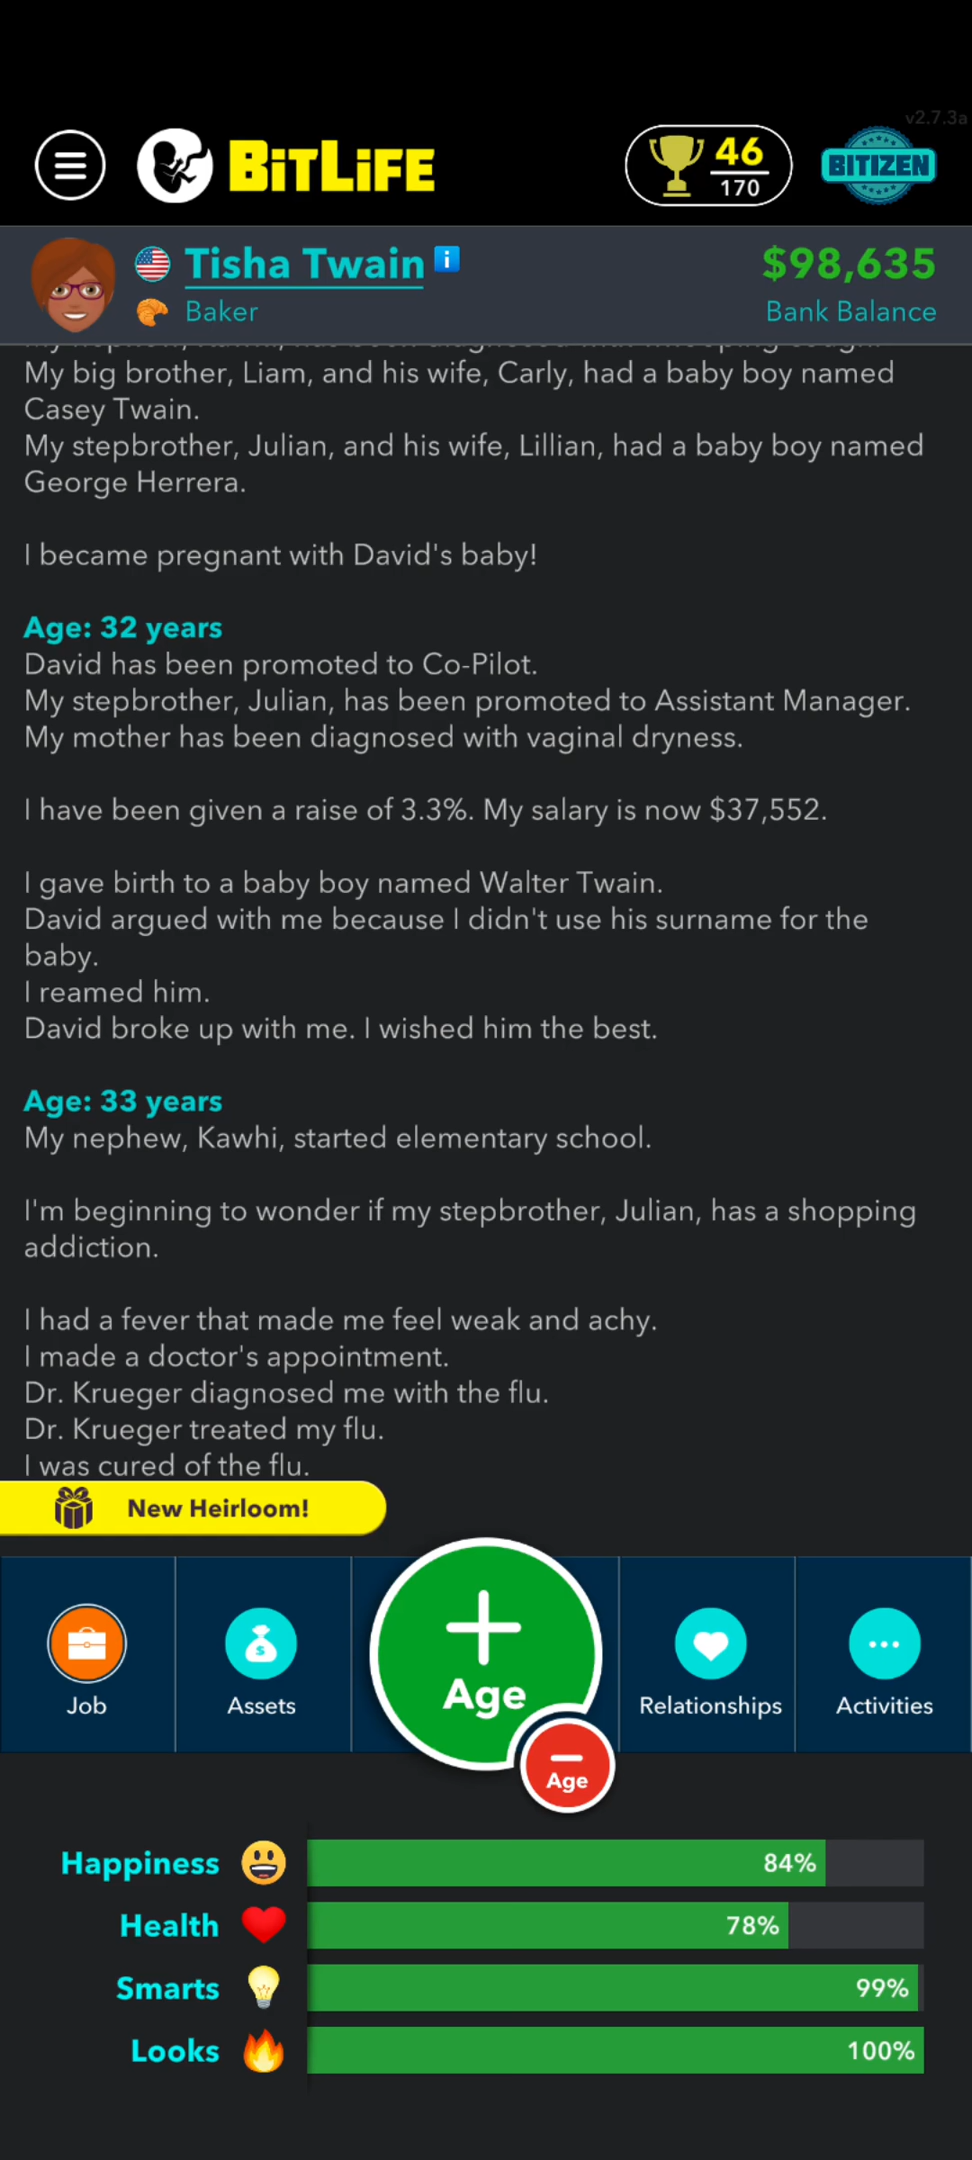 v2.7.3a
BiTLiFE
46
170
BITIZEN
Tisha Twain i
$98,635
Baker
Bank Balance
My big brother, Liam, and his wife, Carly, had a baby boy named
Casey Twain.
My stepbrother, Julian, and his wife, Lillian, had a baby boy named
George Herrera.
I became pregnant with David's baby!
Age: 32 years
David has been promoted to Co-Pilot.
My stepbrother, Julian, has been promoted to Assistant Manager.
My mother has been diagnosed with vaginal dryness.
I have been given a raise of 3.3%. My salary is now $37,552.
I gave birth to a baby boy named Walter Twain.
David argued with me because I didn't use his surname for the
baby.
I reamed him.
David broke up with me. I wished him the best.
Age: 33 years
My nephew, Kawhi, started elementary school.
I'm beginning to wonder if my stepbrother, Julian, has a shopping
addiction.
I had a fever that made me feel weak and achy.
I made a doctor's appointment.
Dr. Krueger diagnosed me with the flu.
Dr. Krueger treated my flu.
I was cured of the flu.
New Heirloom!
Job
Assets
Age
Age
Relationships
Activities
Happiness 84%
Health 78%
Smarts 99%
Looks 100%